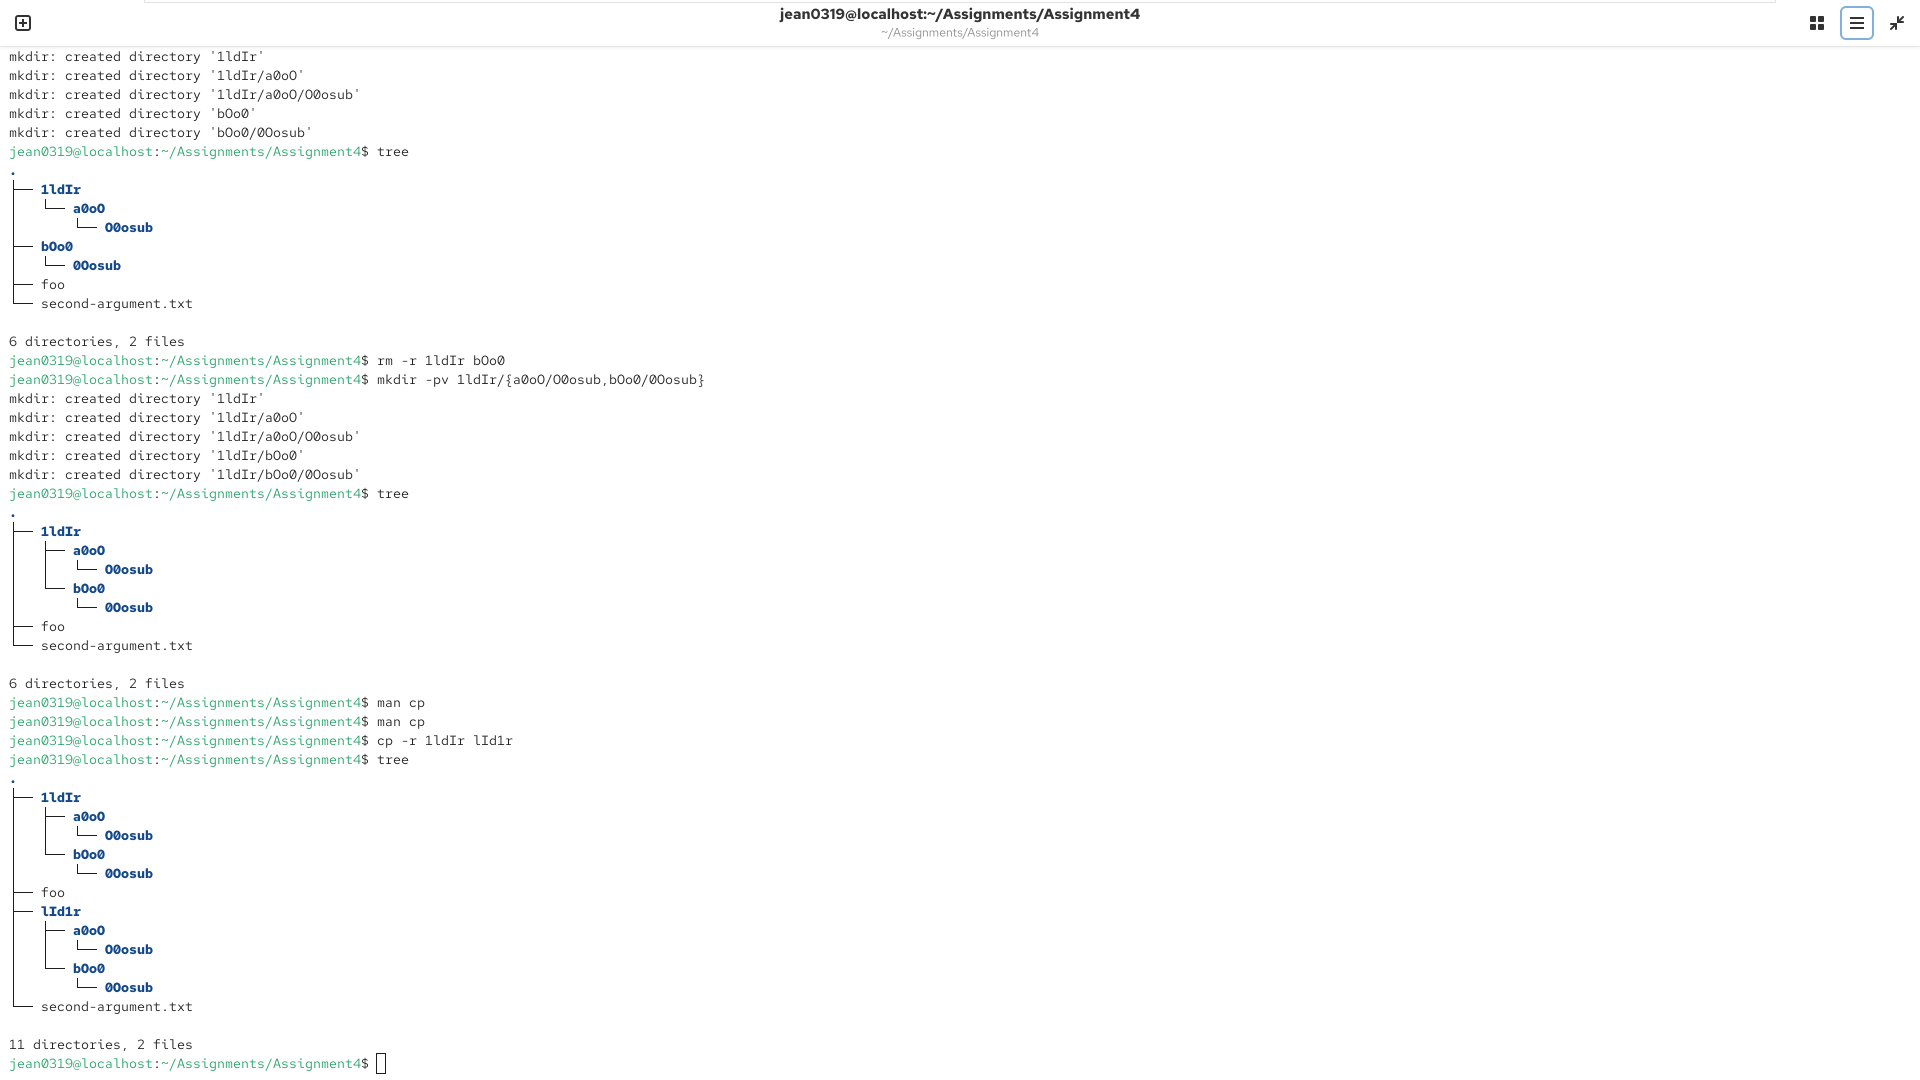 jean0319@localhost:~/Assignments/Assignment4
~/Assignments/Assignment4
mkdir: created directory '1ldIr'
mkdir: created directory '1ldIr/a0oO'
mkdir: created directory '1ldIr/a0oO/O0osub'
mkdir: created directory 'bOo0'
mkdir: created directory 'bOo0/0Oosub'
jean0319@localhost:~/Assignments/Assignment4$ tree
.
├── 1ldIr
│   └── a0oO
│       └── O0osub
├── bOo0
│   └── 0Oosub
├── foo
└── second-argument.txt
6 directories, 2 files
jean0319@localhost:~/Assignments/Assignment4$ rm -r 1ldIr bOo0
jean0319@localhost:~/Assignments/Assignment4$ mkdir -pv 1ldIr/{a0oO/O0osub,bOo0/0Oosub}
mkdir: created directory '1ldIr'
mkdir: created directory '1ldIr/a0oO'
mkdir: created directory '1ldIr/a0oO/O0osub'
mkdir: created directory '1ldIr/bOo0'
mkdir: created directory '1ldIr/bOo0/0Oosub'
jean0319@localhost:~/Assignments/Assignment4$ tree
.
├── 1ldIr
│   ├── a0oO
│   │   └── O0osub
│   └── bOo0
│       └── 0Oosub
├── foo
└── second-argument.txt
6 directories, 2 files
jean0319@localhost:~/Assignments/Assignment4$ man cp
jean0319@localhost:~/Assignments/Assignment4$ man cp
jean0319@localhost:~/Assignments/Assignment4$ cp -r 1ldIr lId1r
jean0319@localhost:~/Assignments/Assignment4$ tree
.
├── 1ldIr
│   ├── a0oO
│   │   └── O0osub
│   └── bOo0
│       └── 0Oosub
├── foo
├── lId1r
│   ├── a0oO
│   │   └── O0osub
│   └── bOo0
│       └── 0Oosub
└── second-argument.txt
11 directories, 2 files
jean0319@localhost:~/Assignments/Assignment4$